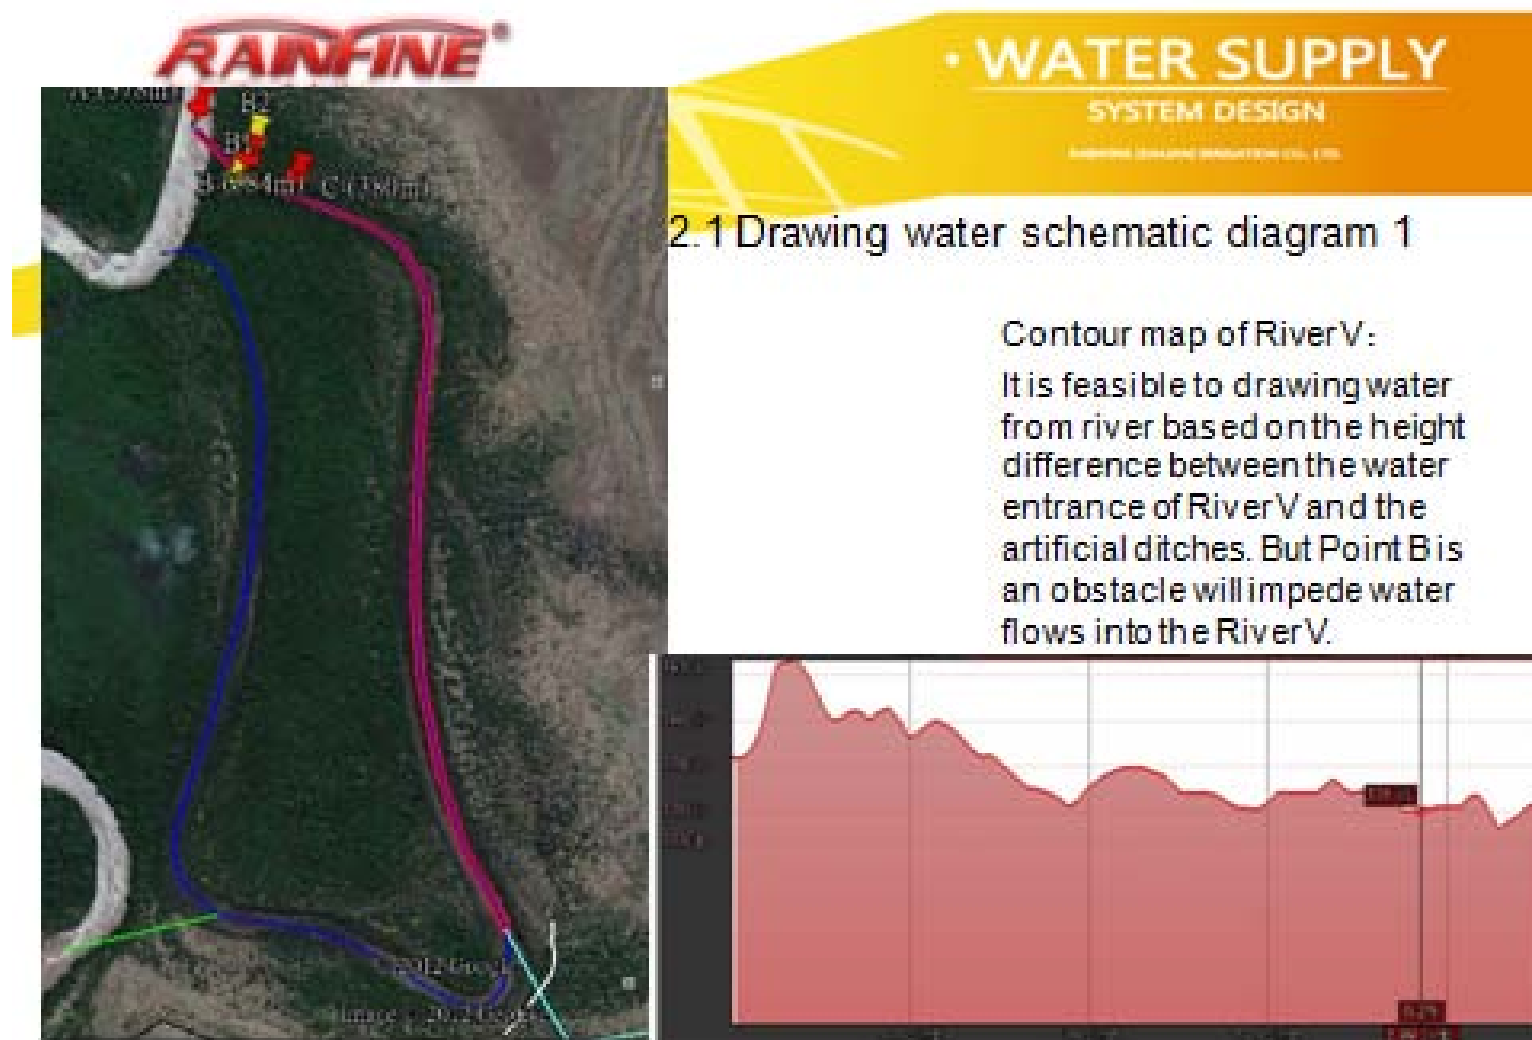 RAINFINE®
• WATER SUPPLY
SYSTEM DESIGN
B2
B1
C (380m)
2.1 Drawing water schematic diagram 1
Contour map of River V:
It is feasible to drawing water
from river based on the height
difference between the water
entrance of River V and the
artificial ditches. But Point B is
an obstacle will impede water
flows into the River V.